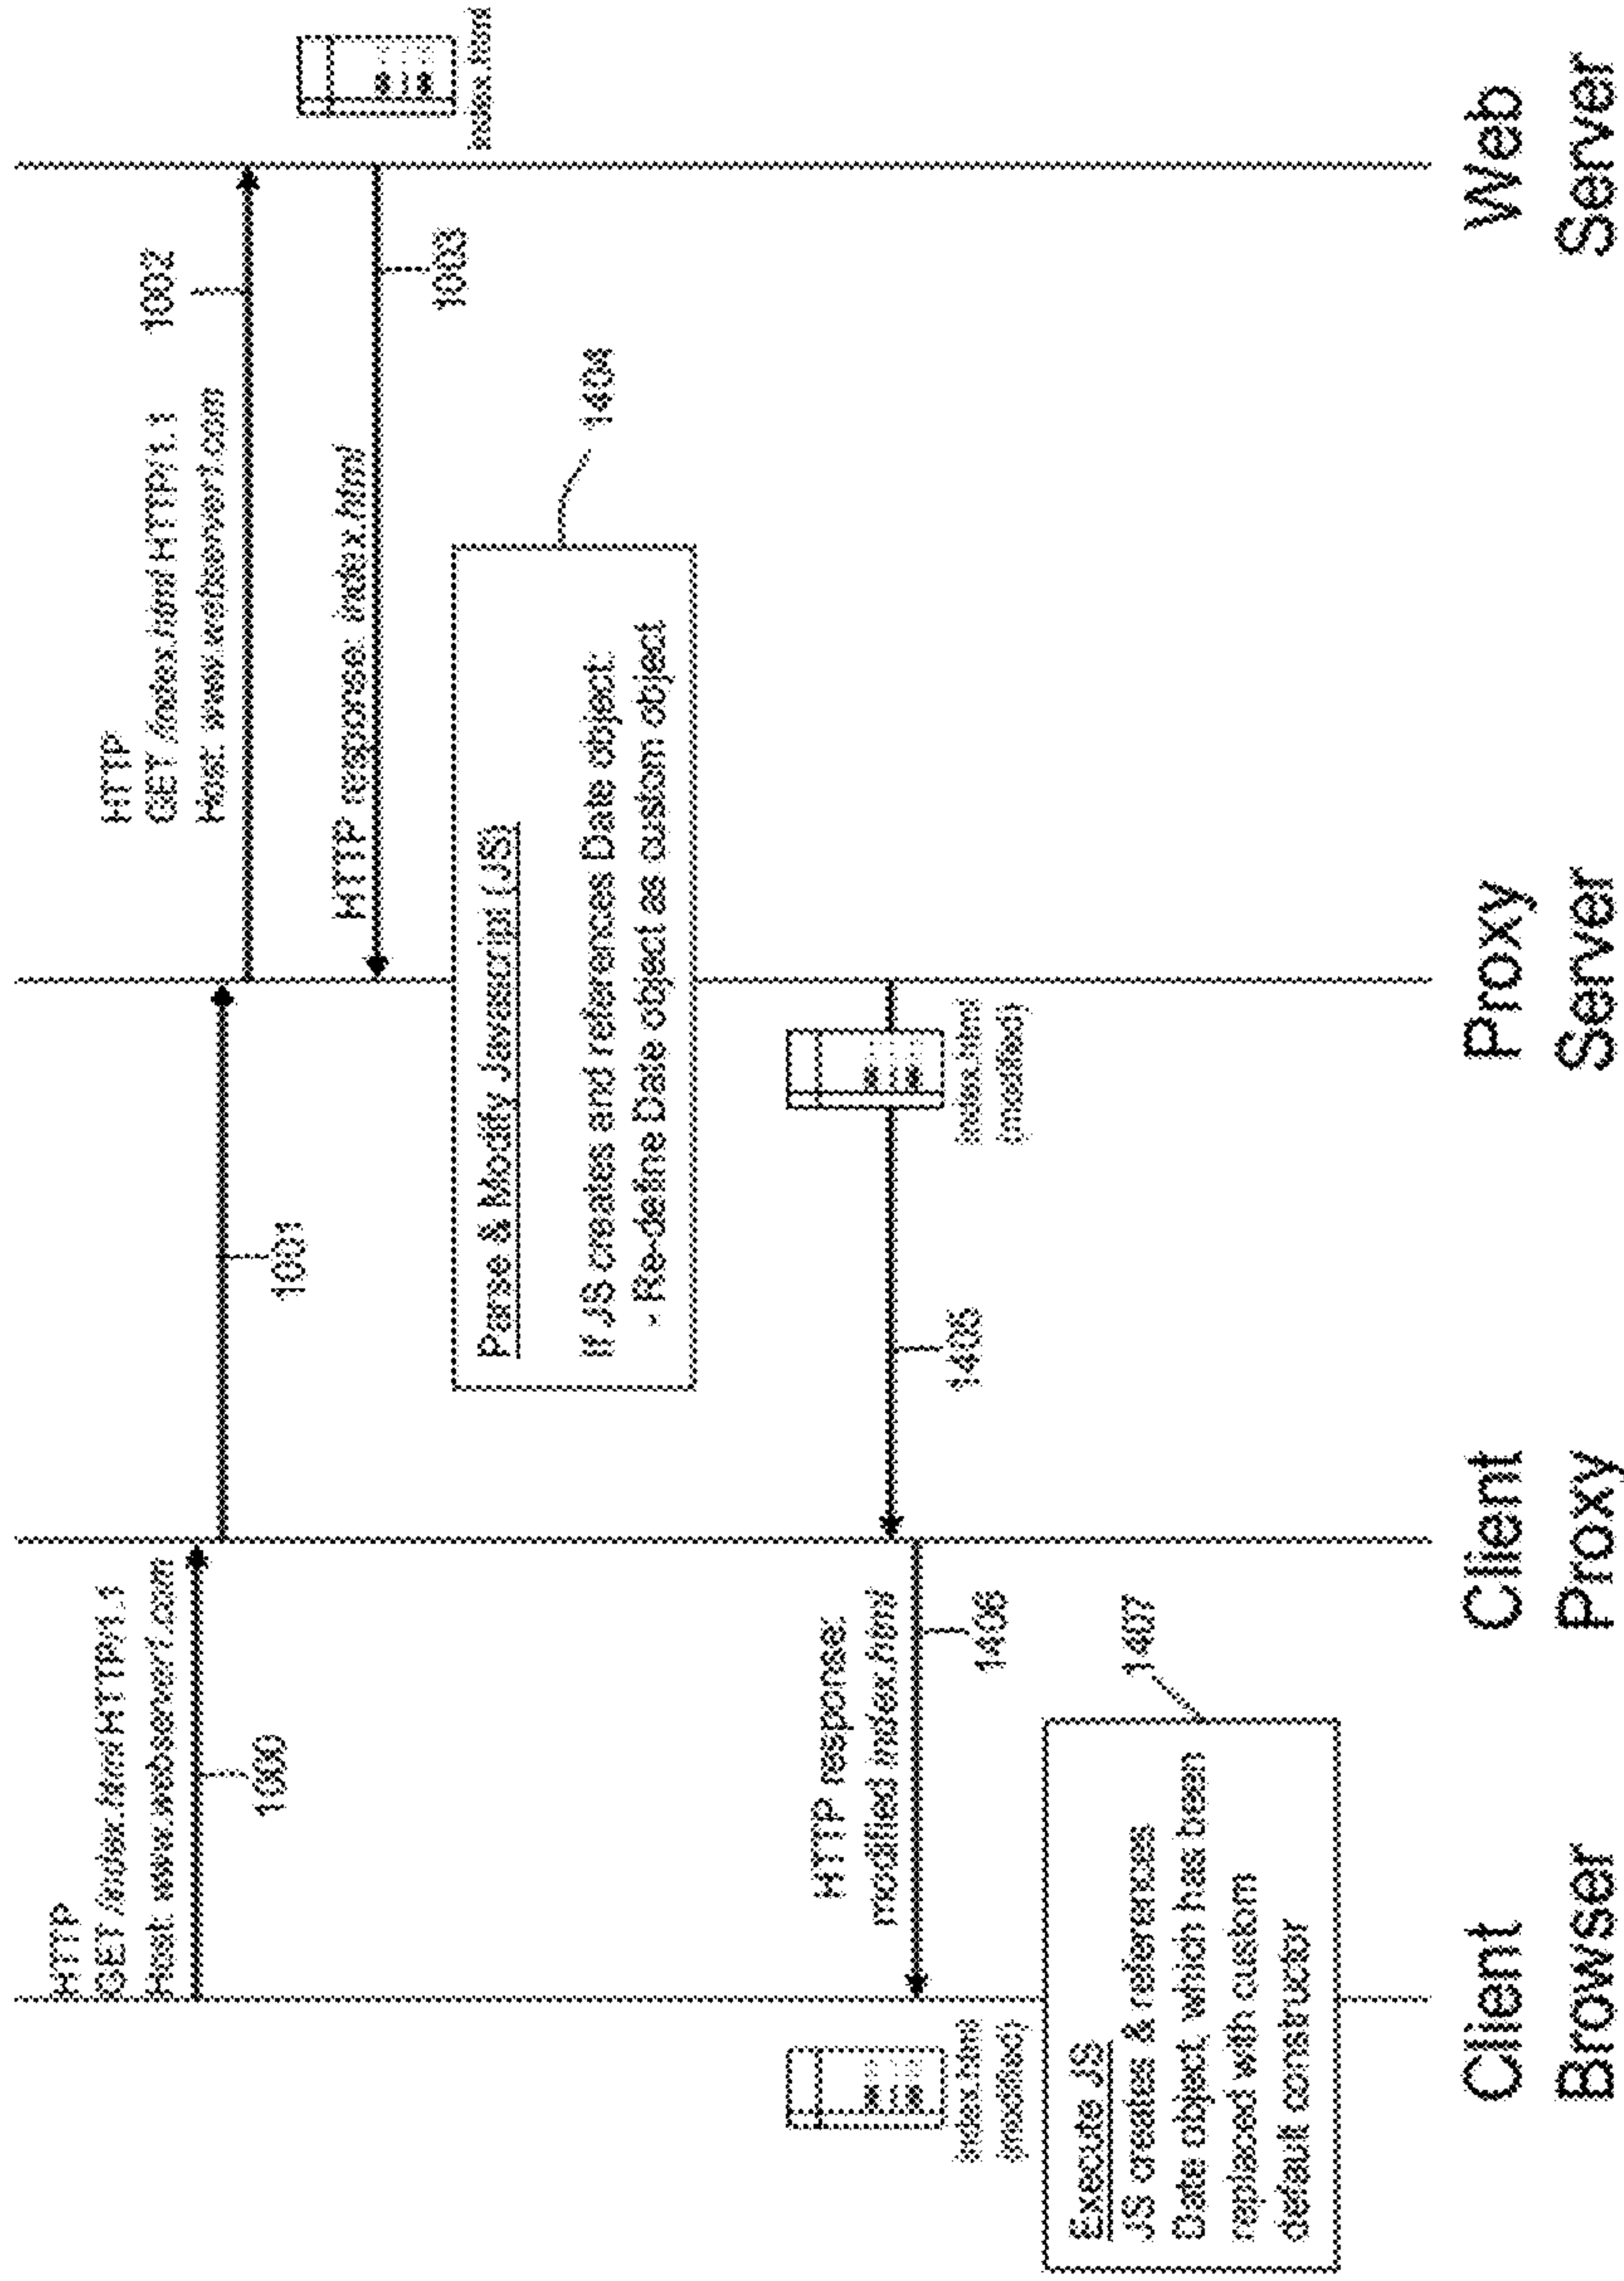 HTTP
GET /index.html HTTP/1.1
Host: www.webserver1.com
1000
1001
HTTP
GET /index.html HTTP/1.1
Host: www.webserver1.com
1002
index.html
HTTP response: index.html
1003
Parse & Modify Javascript (JS)
If JS creates and references Date object:
- Re-define Date object as custom object
1404
index.html
(modified)
1405
HTTP response:
modified index.html
1406
index.html
(modified)
Execute JS
JS creates & references
Date object, which has been
replaced with custom
default constructor
1407
Client
Browser
Client
Proxy
Proxy
Server
Web
Server